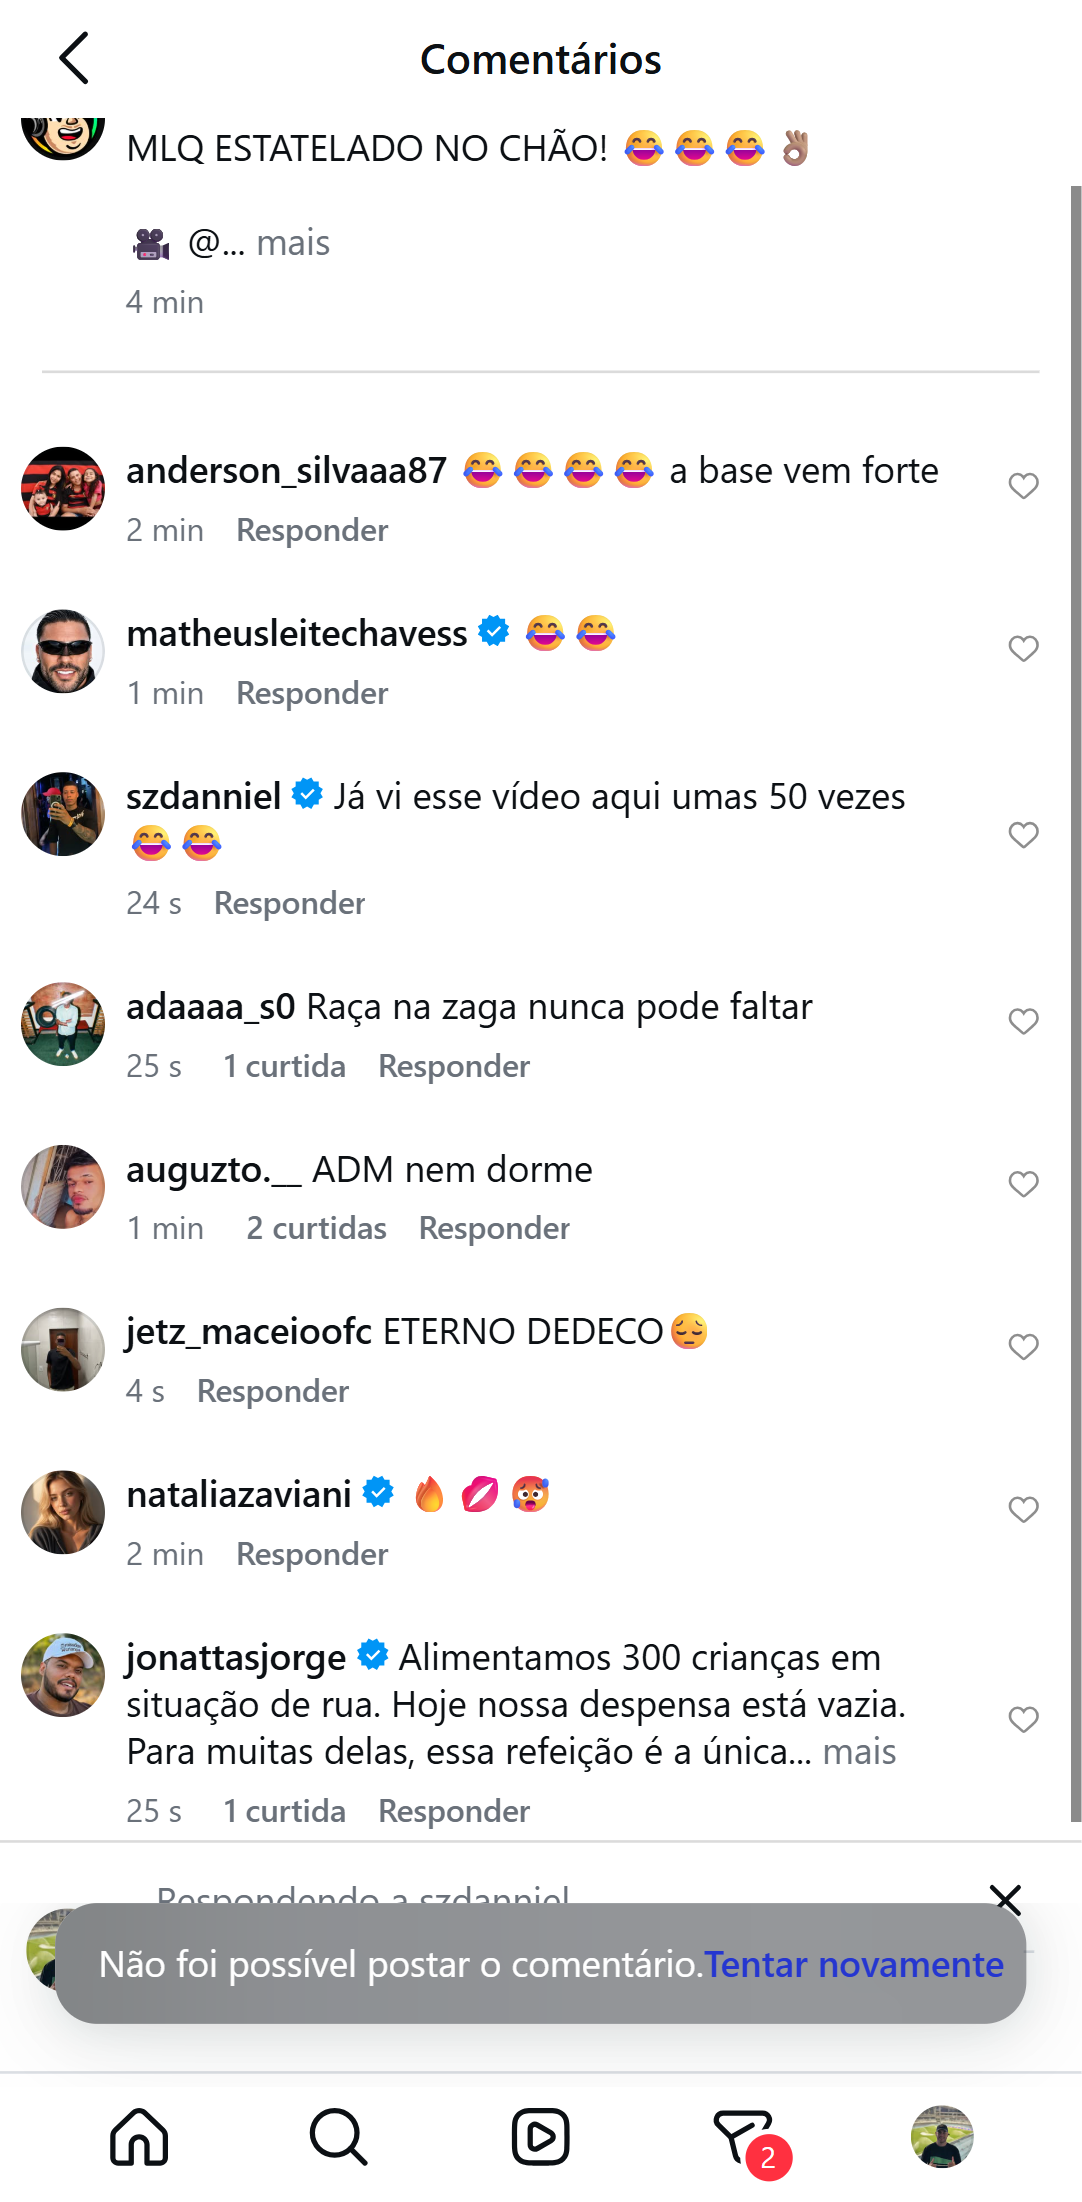 Comentários
MLQ ESTATELADO NO CHÃO! 😂😂😂👌🏽
🎥 @... mais
4 min
anderson_silvaaa87 😂😂😂😂 a base vem forte
2 min Responder
matheusleitechavess 😂😂
1 min Responder
szdanniel Já vi esse vídeo aqui umas 50 vezes
😂😂
24 s Responder
adaaaa_s0 Raça na zaga nunca pode faltar
25 s 1 curtida Responder
auguzto.__ ADM nem dorme
1 min 2 curtidas Responder
jetz_maceioofc ETERNO DEDECO😔
4 s Responder
nataliazaviani 🔥💋🥵
2 min Responder
jonattasjorge Alimentamos 300 crianças em
situação de rua. Hoje nossa despensa está vazia.
Para muitas delas, essa refeição é a única... mais
25 s 1 curtida Responder
Respondendo a szdanniel
Não foi possível postar o comentário.Tentar novamente
2